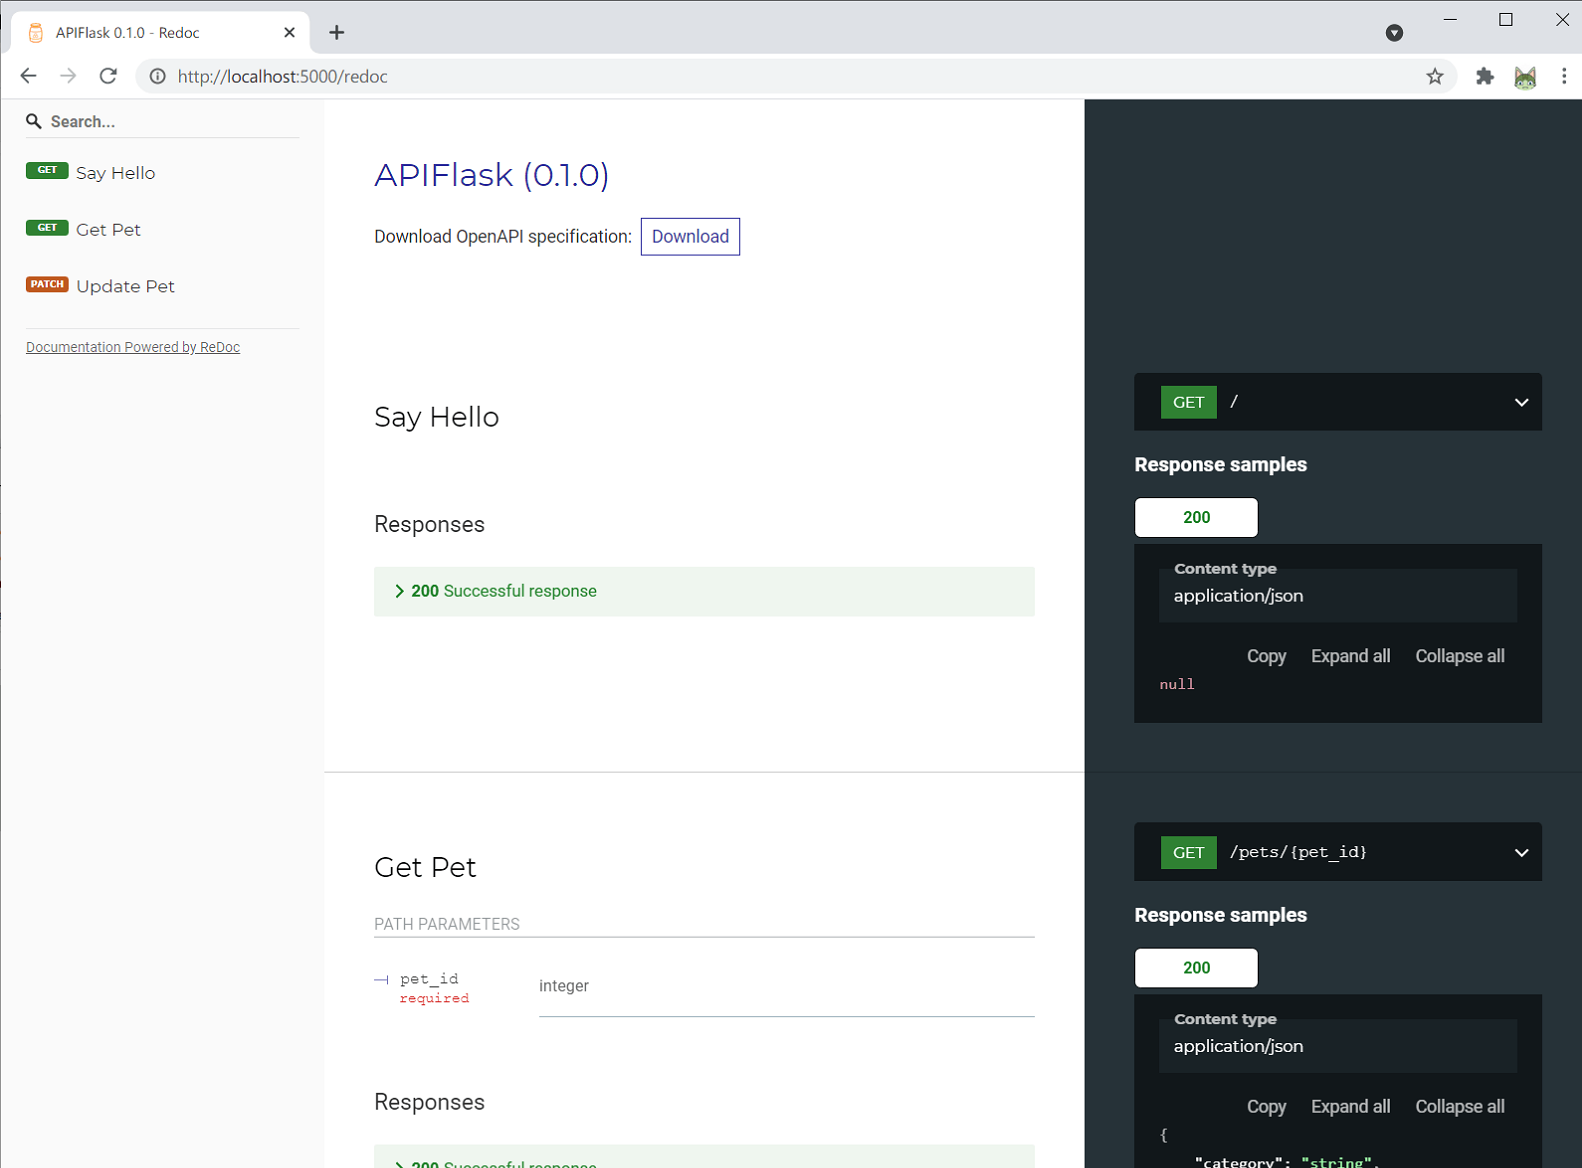 APIFlask 0.1.0 - Redoc
http://localhost:5000/redoc
Search...
GET Say Hello
GET Get Pet
PATCH Update Pet
Documentation Powered by ReDoc
APIFlask (0.1.0)
Download OpenAPI specification: Download
Say Hello
Responses
200 Successful response
GET /
Response samples
200
Content type
application/json
Copy Expand all Collapse all
null
Get Pet
PATH PARAMETERS
pet_id
required
integer
Responses
200 Successful response
GET /pets/{pet_id}
Response samples
200
Content type
application/json
Copy Expand all Collapse all
{
"category": "string",